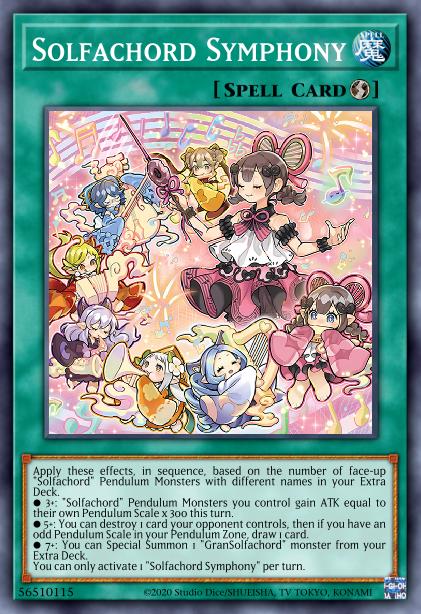 Solfachord Symphony
SPELL
魔
[Spell Card]
Apply these effects, in sequence, based on the number of face-up
"Solfachord" Pendulum Monsters with different names in your Extra
Deck.
● 3+: "Solfachord" Pendulum Monsters you control gain ATK equal to
their own Pendulum Scale x 300 this turn.
● 5+: You can destroy 1 card your opponent controls, then if you have an
odd Pendulum Scale in your Pendulum Zone, draw 1 card.
● 7+: You can Special Summon 1 "GranSolfachord" monster from your
Extra Deck.
You can only activate 1 "Solfachord Symphony" per turn.
56510115
©2020 Studio Dice/SHUEISHA, TV TOKYO, KONAMI